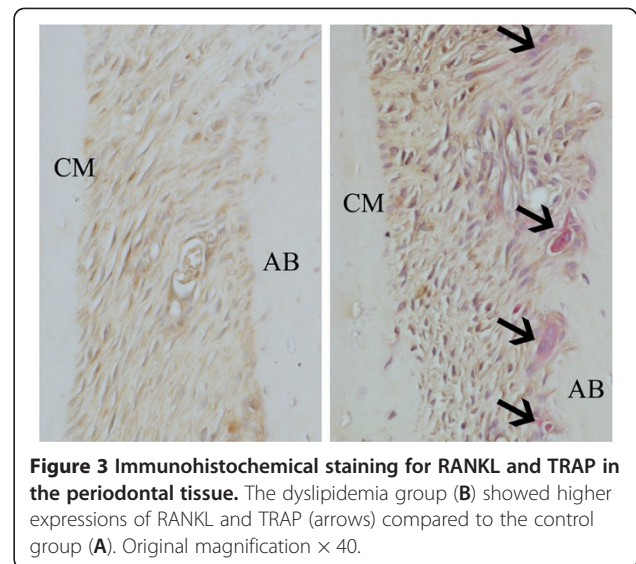 CM
AB
CM
AB
Figure 3 Immunohistochemical staining for RANKL and TRAP in
the periodontal tissue. The dyslipidemia group (B) showed higher
expressions of RANKL and TRAP (arrows) compared to the control
group (A). Original magnification × 40.